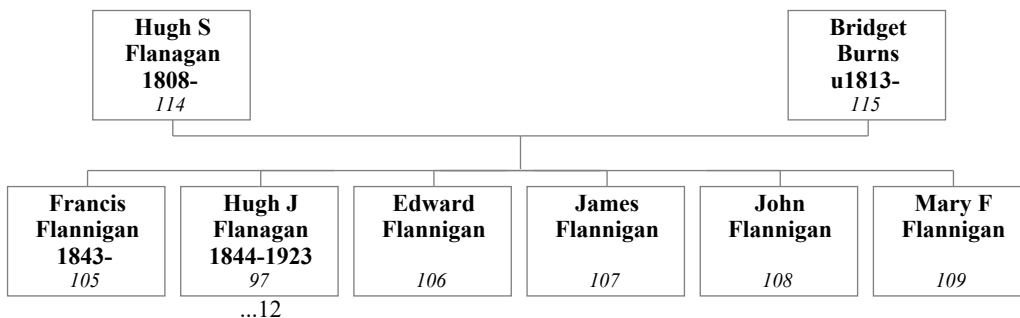 Hugh S
Flanagan
1808-
114
Bridget
Burns
u1813-
115
Francis
Flannigan
1843-
105
Hugh J
Flanagan
1844-1923
97
...12
Edward
Flannigan
106
James
Flannigan
107
John
Flannigan
108
Mary F
Flannigan
109